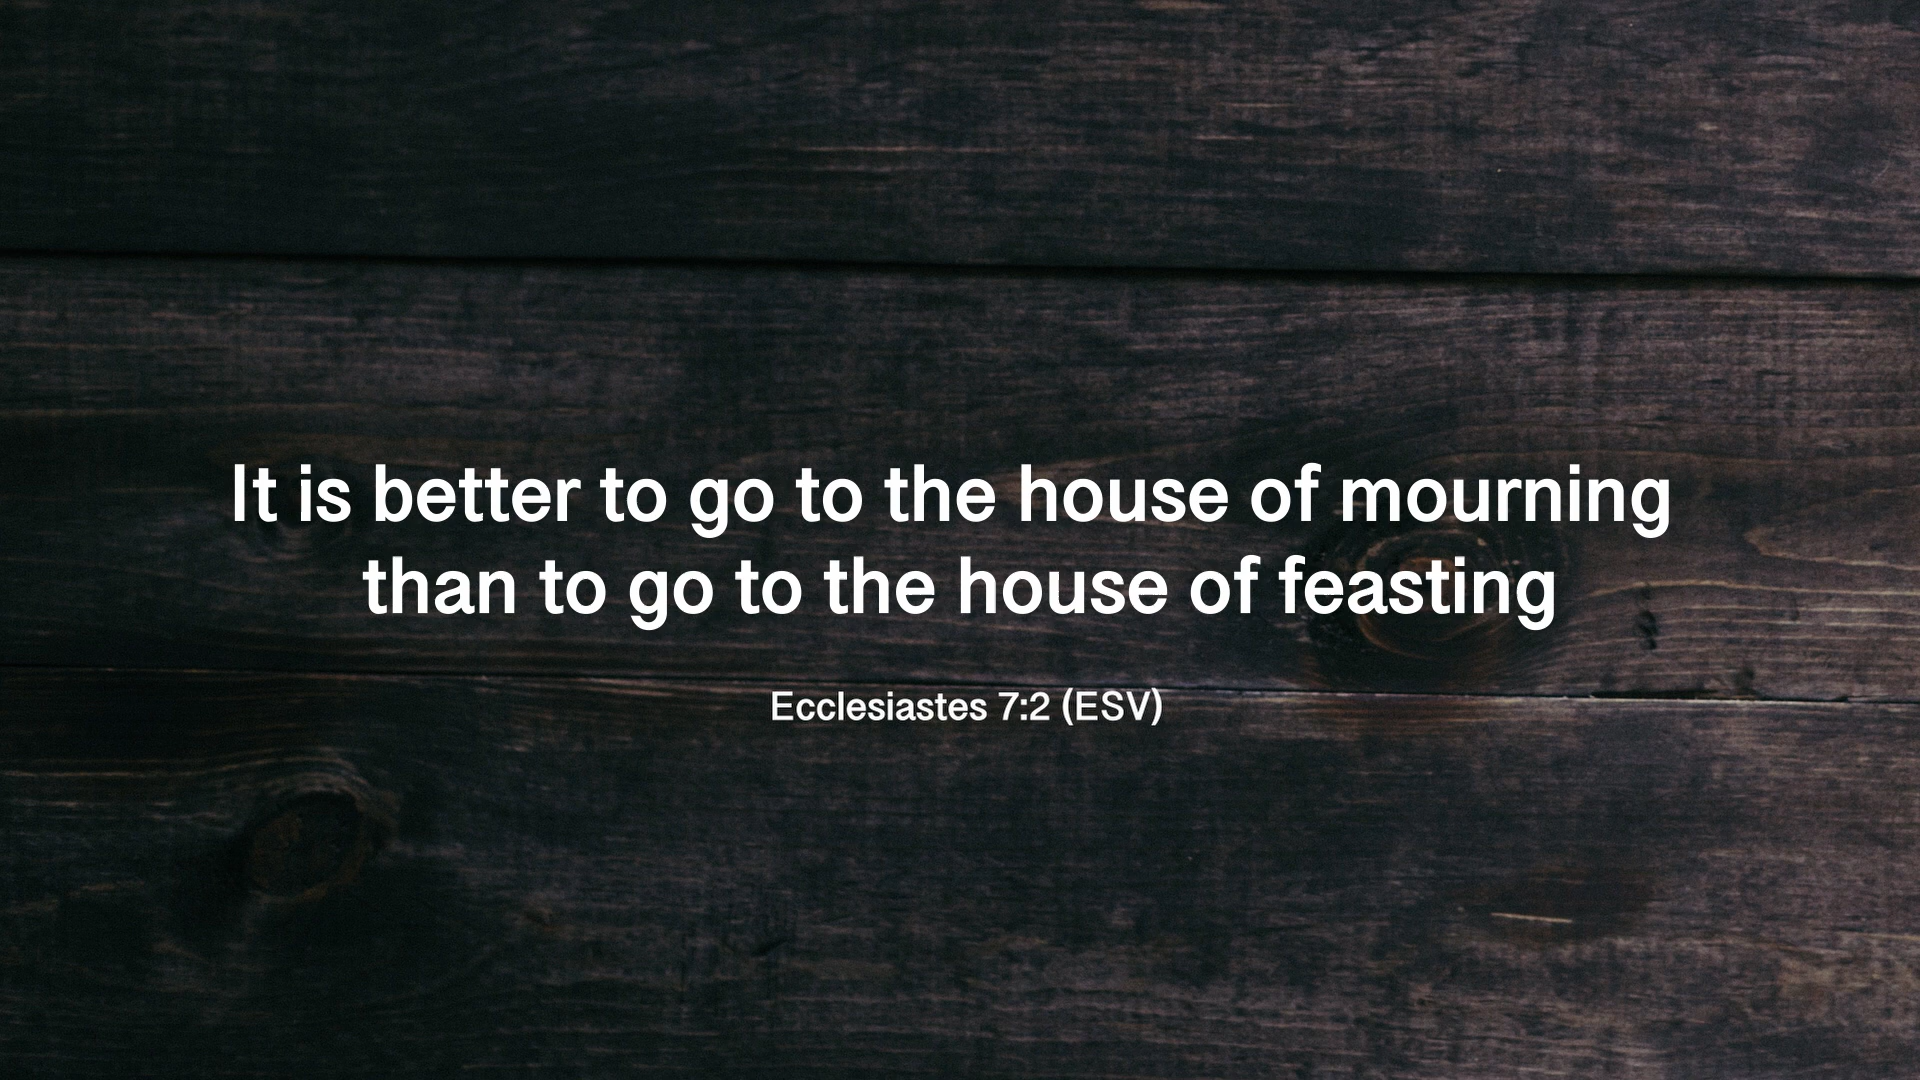 It is better to go to the house of mourning
than to go to the house of feasting
Ecclesiastes 7:2 (ESV)